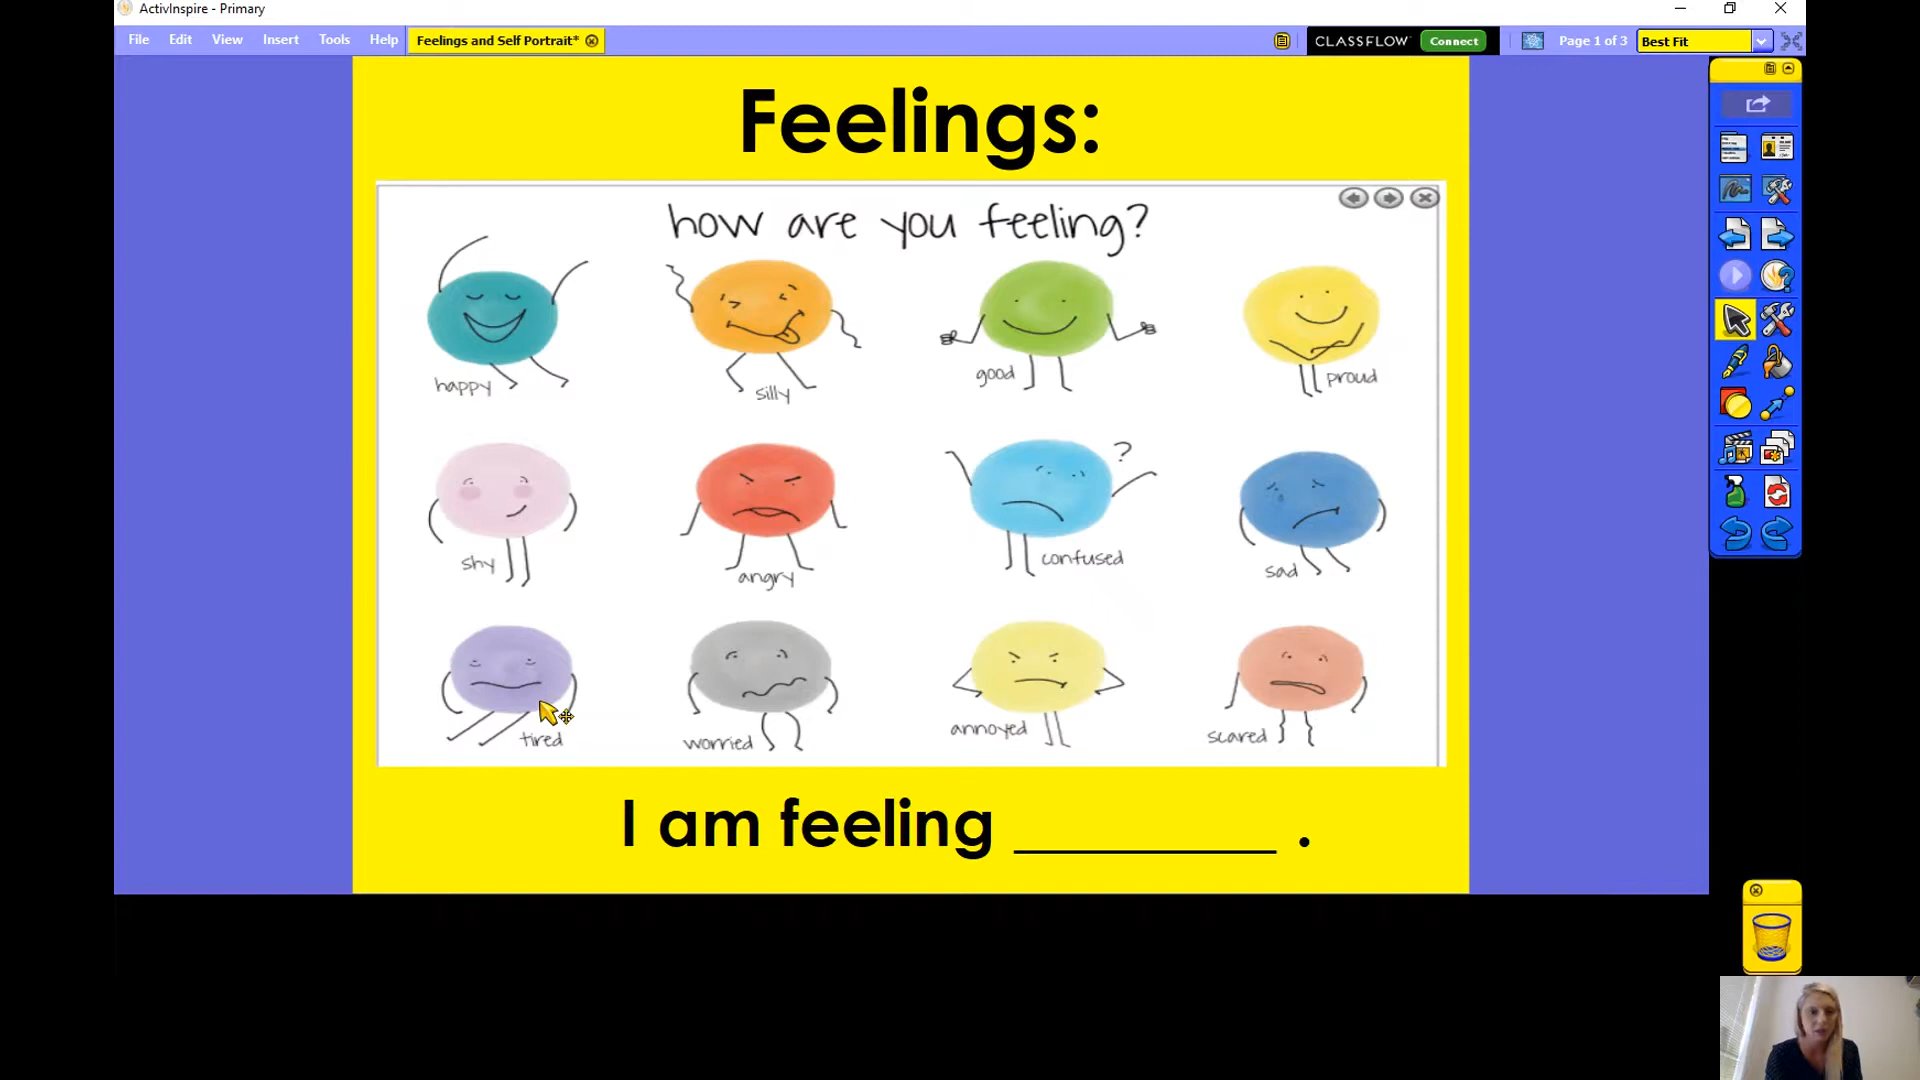 ActivInspire - Primary
File Edit View Insert Tools Help Feelings and Self Portrait* CLASSFLOW Connect Page 1 of 3 Best Fit
Feelings:
how are you feeling?
happy silly good proud
?
shy angry confused sad
tired worried annoyed scared
I am feeling ________ .